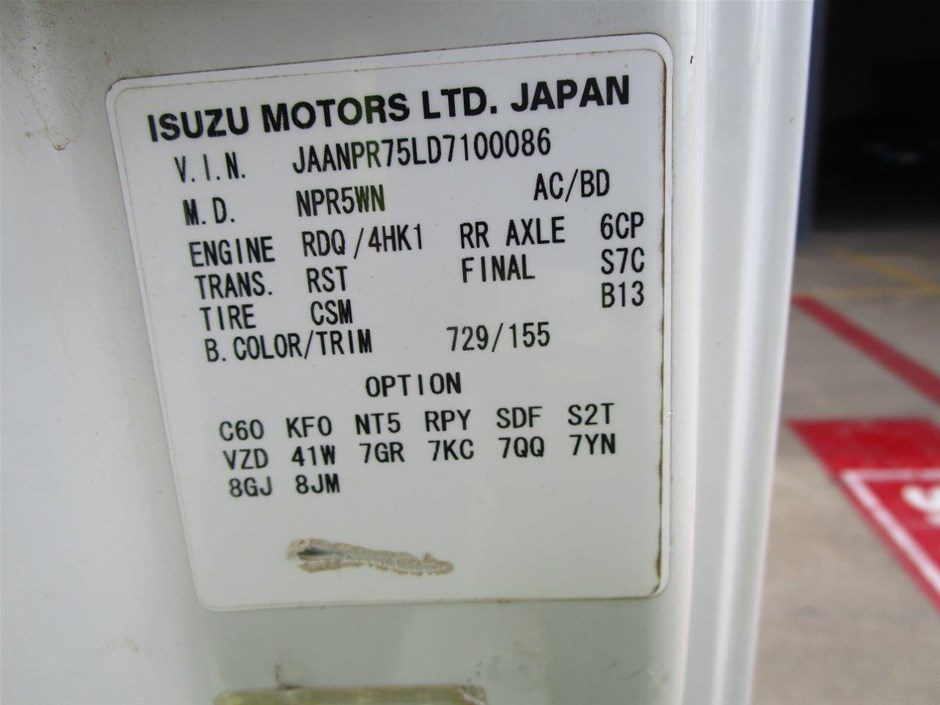 ISUZU MOTORS LTD. JAPAN
V.I.N. JAANPR75LD7100086
M.D. NPR5WN AC/BD
ENGINE RDQ/4HK1 RR AXLE 6CP
TRANS. RST FINAL S7C
TIRE CSM B13
B.COLOR/TRIM 729/155
OPTION
C60 KF0 NT5 RPY SDF S2T
VZD 41W 7GR 7KC 7QQ 7YN
8GJ 8JM